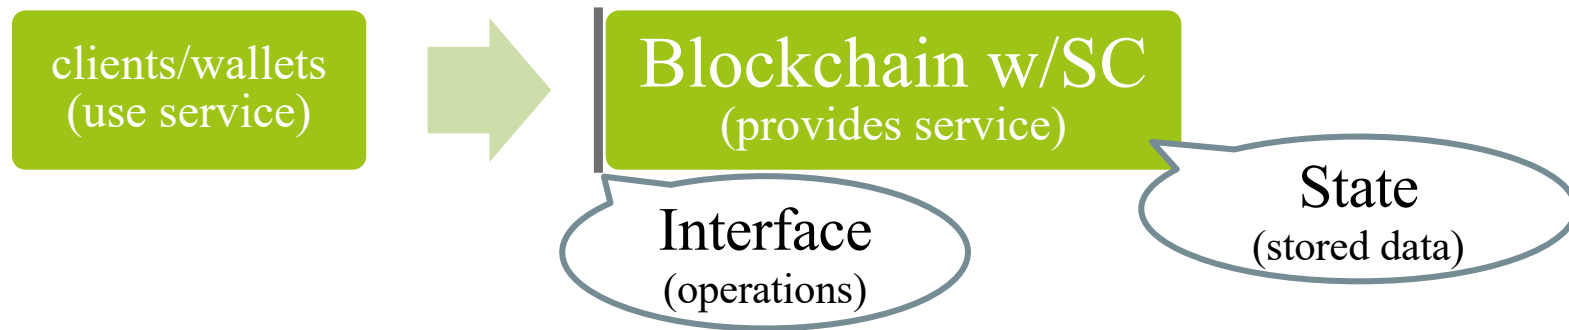 clients/wallets
(use service)
Blockchain w/SC
(provides service)
Interface
(operations)
State
(stored data)